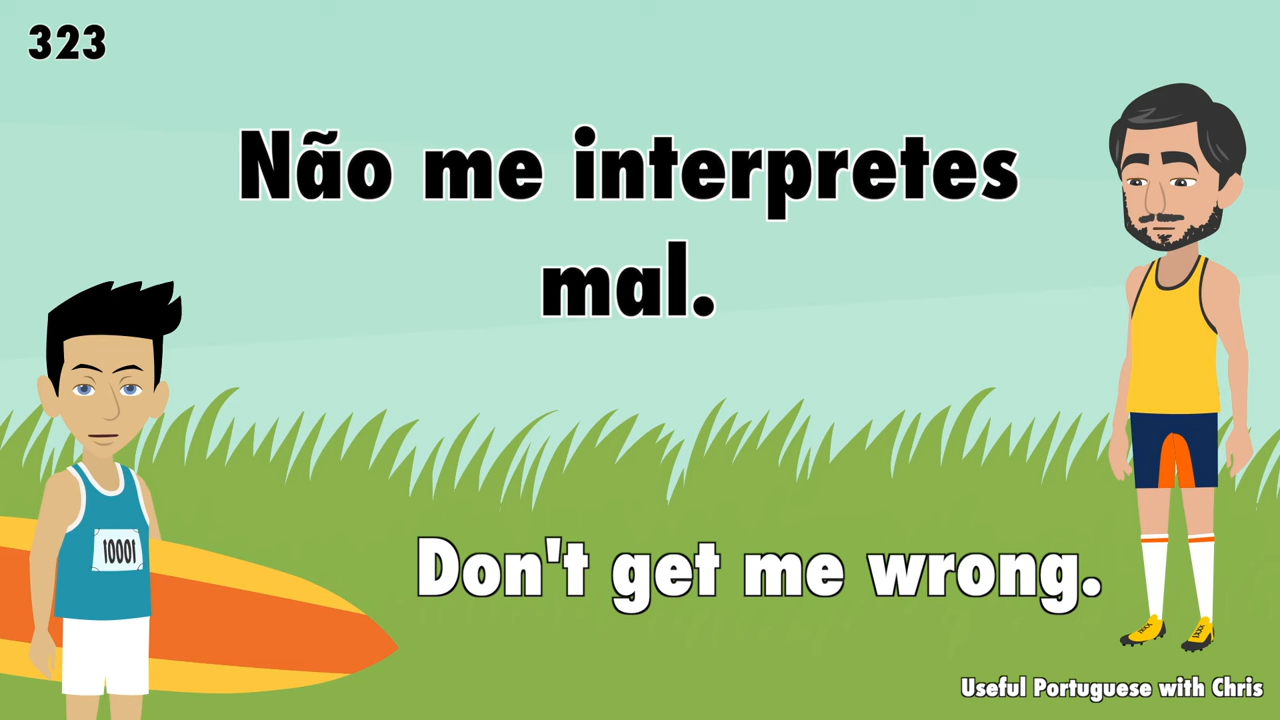 323
Não me interpretes
mal.
10001
Don't get me wrong.
Useful Portuguese with Chris